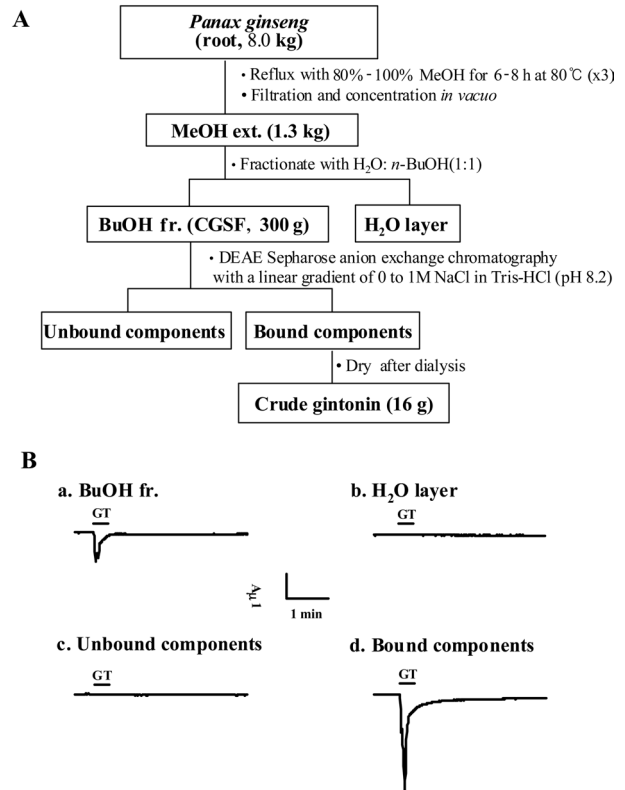 A
Panax ginseng
(root, 8.0 kg)
• Reflux with 80%-100% MeOH for 6-8 h at 80℃ (x3)
• Filtration and concentration in vacuo
MeOH ext. (1.3 kg)
• Fractionate with H₂O: n-BuOH(1:1)
BuOH fr. (CGSF, 300 g)
H₂O layer
• DEAE Sepharose anion exchange chromatography
with a linear gradient of 0 to 1M NaCl in Tris-HCl (pH 8.2)
Unbound components
Bound components
• Dry after dialysis
Crude gintonin (16 g)
B
a. BuOH fr.
GT
b. H₂O layer
GT
1 μA
1 min
c. Unbound components
GT
d. Bound components
GT